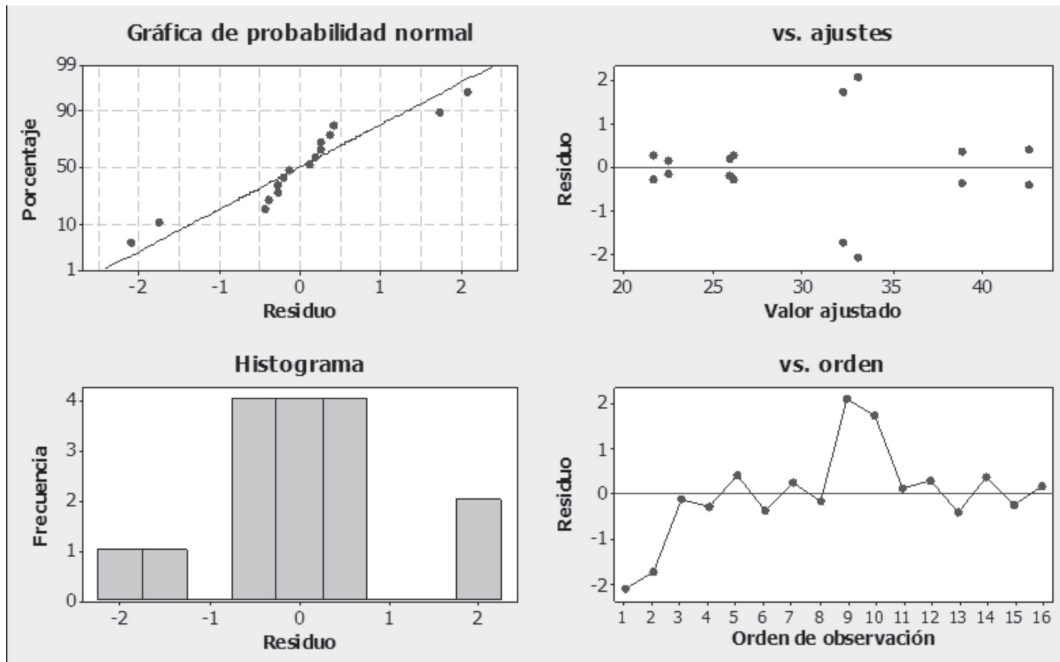 Gráfica de probabilidad normal
Porcentaje
99
90
50
10
1
-2 -1 0 1 2
Residuo
vs. ajustes
Residuo
2
1
0
-1
-2
20 25 30 35 40
Valor ajustado
Histograma
Frecuencia
4
3
2
1
0
-2 -1 0 1 2
Residuo
vs. orden
Residuo
2
1
0
-1
-2
1 2 3 4 5 6 7 8 9 10 11 12 13 14 15 16
Orden de observación